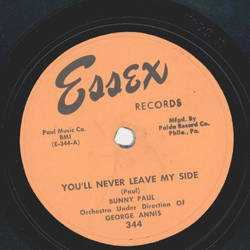 Essex
RECORDS
Paul Music Co.
BMI
(E-344-A)
Mfgd. By
Palda Record Co.
Phila., Pa.
YOU'LL NEVER LEAVE MY SIDE
(Paul)
BUNNY PAUL
Orchestra Under Direction Of
GEORGE ANNIS
344